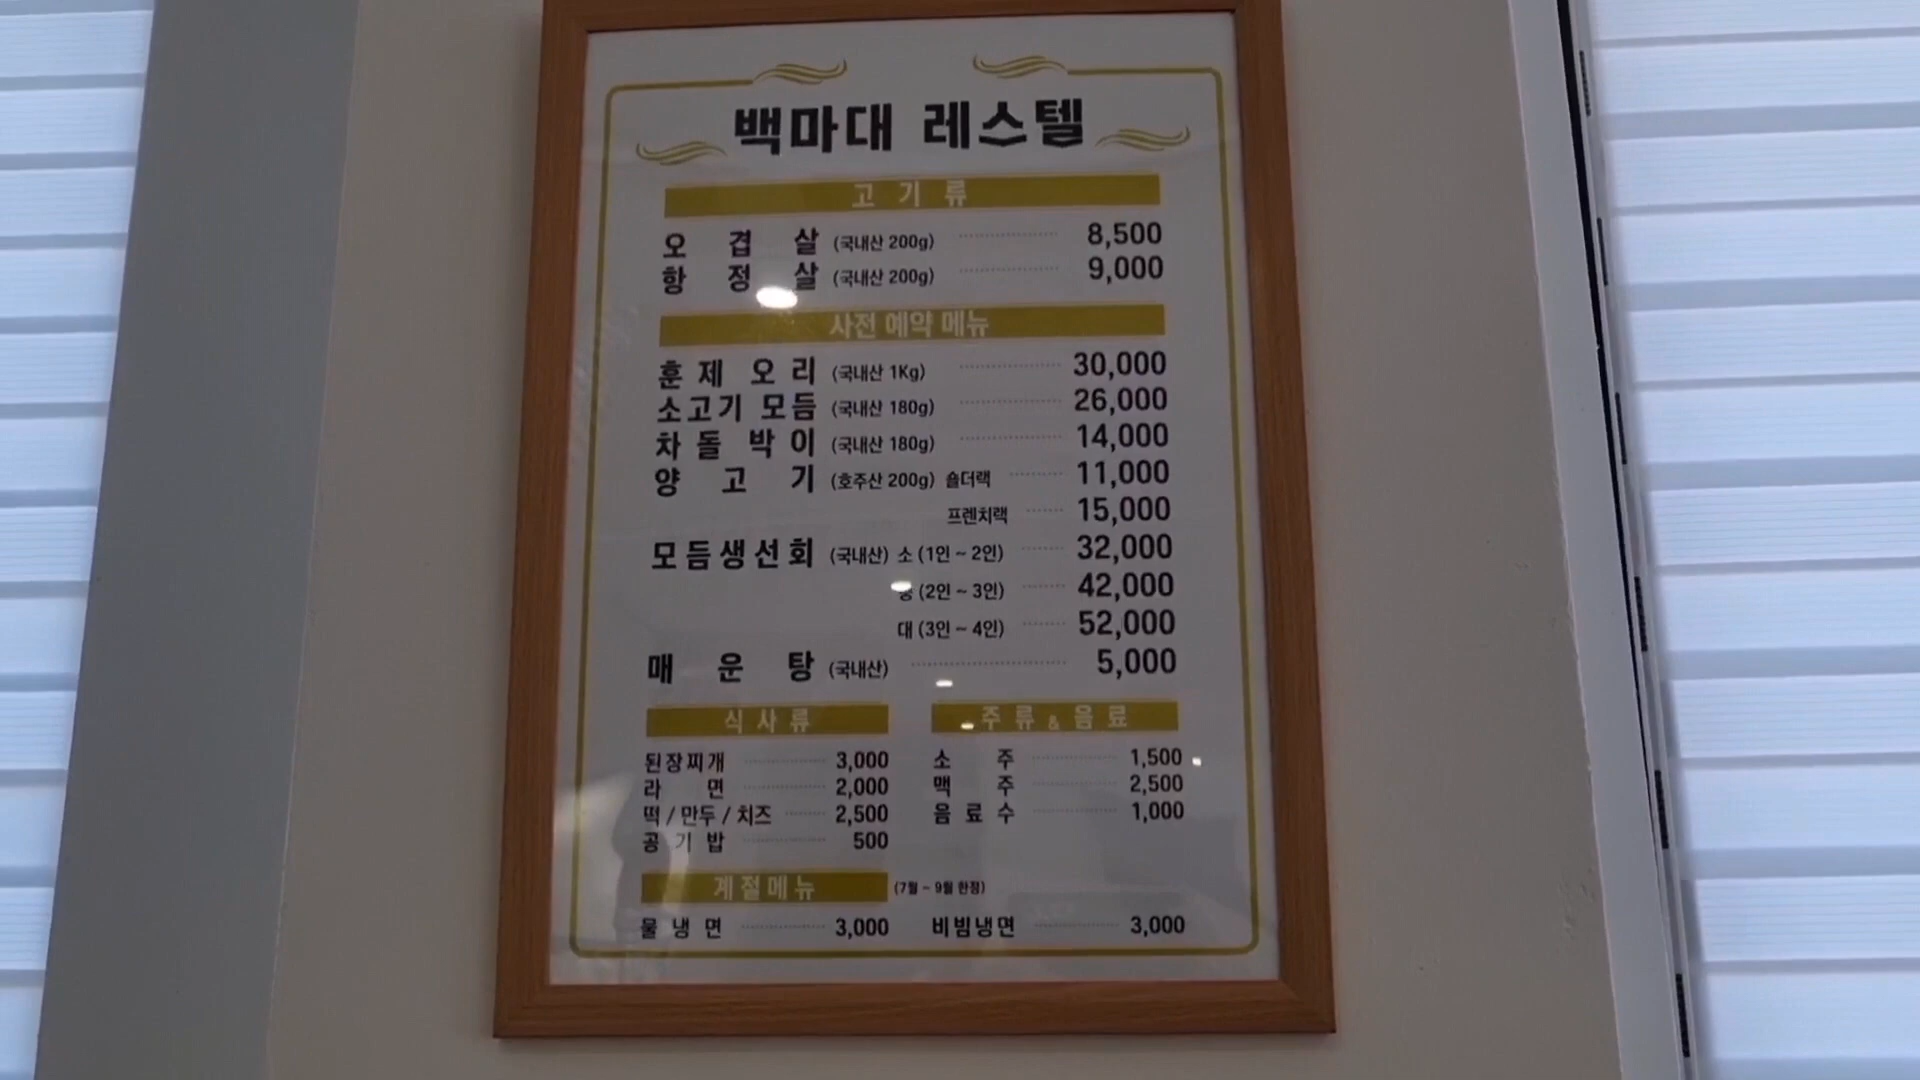 백마대 레스텔
고기류
오겹살 (국내산 200g) 8,500
항정살 (국내산 200g) 9,000
사전 예약 메뉴
훈제 오리 (국내산 1Kg) 30,000
소고기 모듬 (국내산 180g) 26,000
차돌박이 (국내산 180g) 14,000
양고기 (호주산 200g) 숄더랙 11,000
프렌치랙 15,000
모듬생선회 (국내산) 소 (1인 ~ 2인) 32,000
중 (2인 ~ 3인) 42,000
대 (3인 ~ 4인) 52,000
매운탕 (국내산) 5,000
식사류
된장찌개 3,000
라면 2,000
떡 / 만두 / 치즈 2,500
공기밥 500
주류 & 음료
소주 1,500
맥주 2,500
음료수 1,000
계절메뉴 (7월 ~ 9월 한정)
물냉면 3,000
비빔냉면 3,000